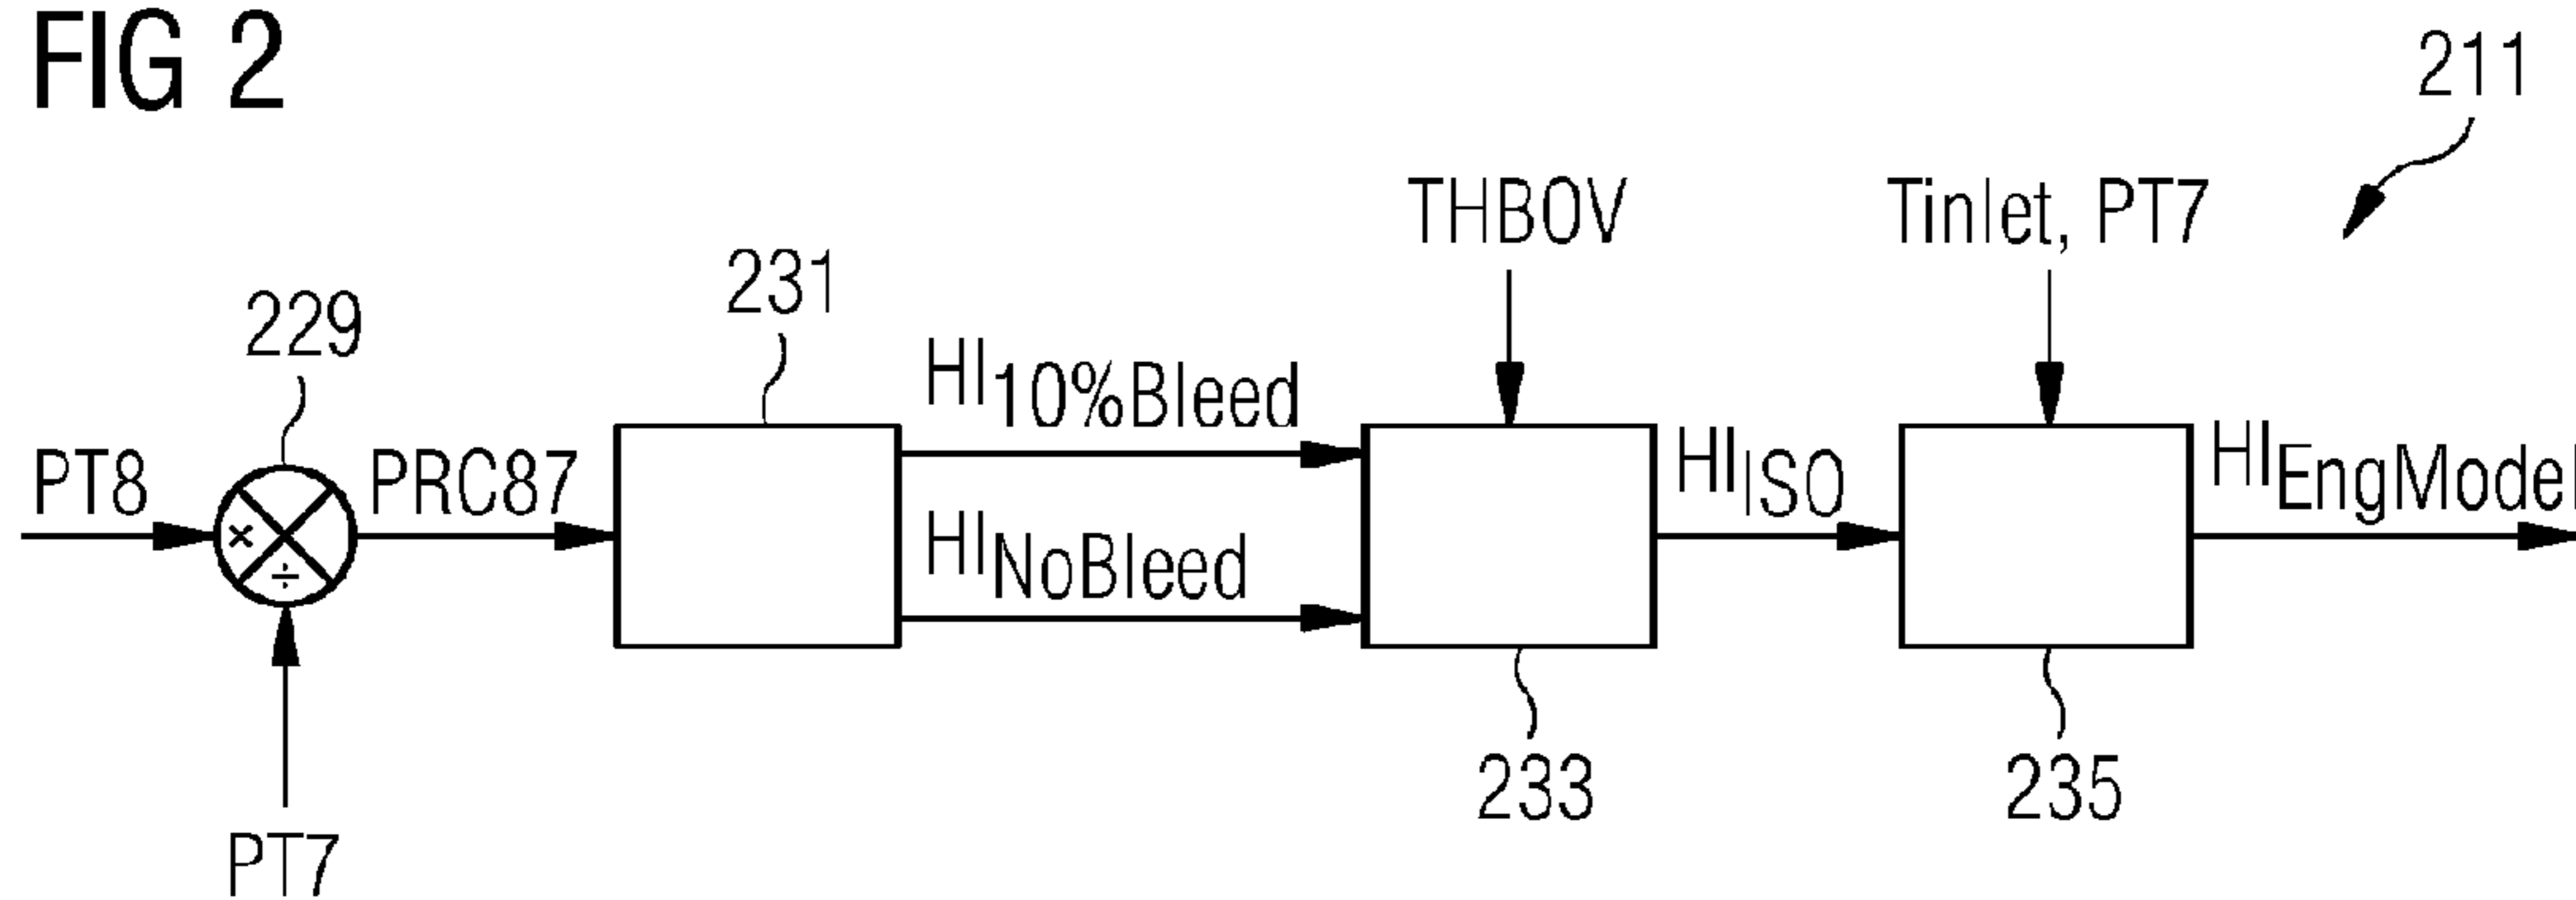 FIG 2
211
THBOV
Tinlet, PT7
231
229
HI10%Bleed
PT8
×
÷
PRC87
HINoBleed
HIISO
HIEngModel
233
235
PT7